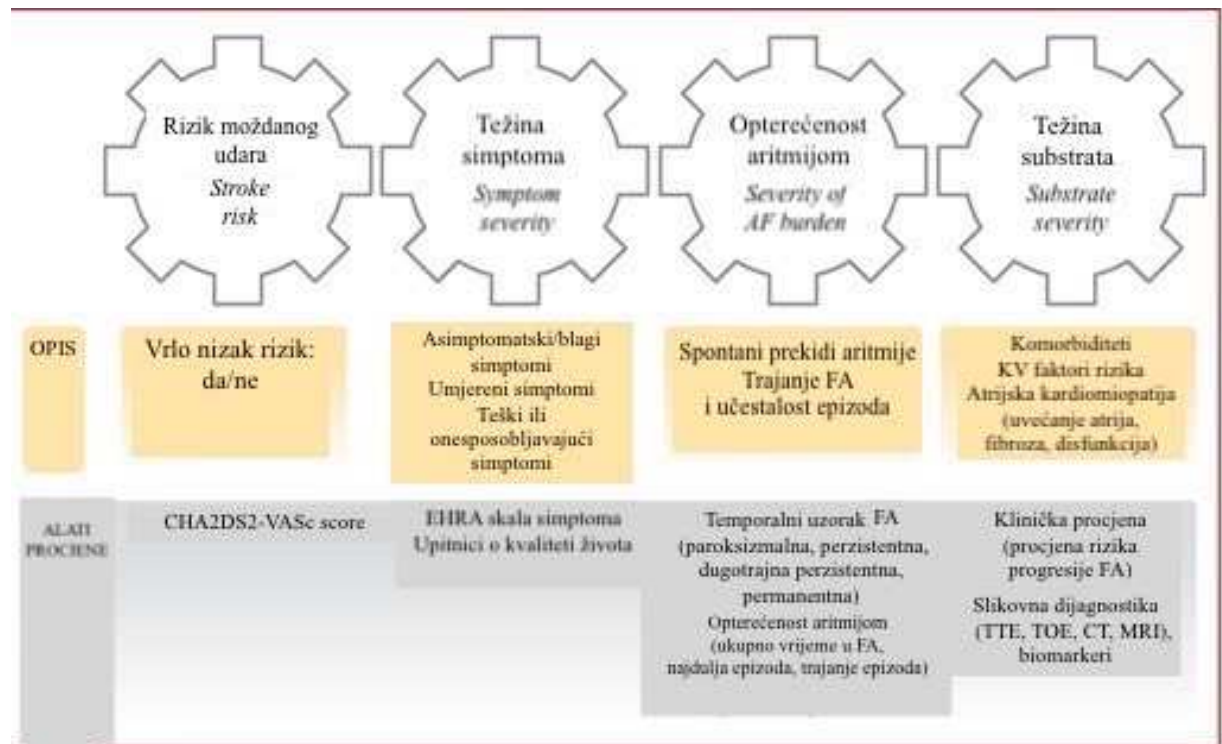 Rizik moždanog
udara
Stroke
risk
Težina
simptoma
Symptom
severity
Opterećenost
aritmijom
Severity of
AF burden
Težina
substrata
Substrate
severity
OPIS
Vrlo nizak rizik:
da/ne
Asimptomatski/blagi
simptomi
Umjereni simptomi
Teški ili
onesposobljavajući
simptomi
Spontani prekidi aritmije
Trajanje FA
i učestalost epizoda
Komorbiditeti
KV faktori rizika
Atrijska kardiomiopatija
(uvećanje atrija,
fibroza, disfunkcija)
ALATI
PROCJENE
CHA2DS2-VASc score
EHRA skala simptoma
Upitnici o kvaliteti života
Temporalni uzorak FA
(paroksizmalna, perzistentna,
dugotrajna perzistentna,
permanentna)
Opterećenost aritmijom
(ukupno vrijeme u FA,
najdulja epizoda, trajanje epizoda)
Klinička procjena
(procjena rizika
progresije FA)
Slikovna dijagnostika
(TTE, TOE, CT, MRI),
biomarkeri